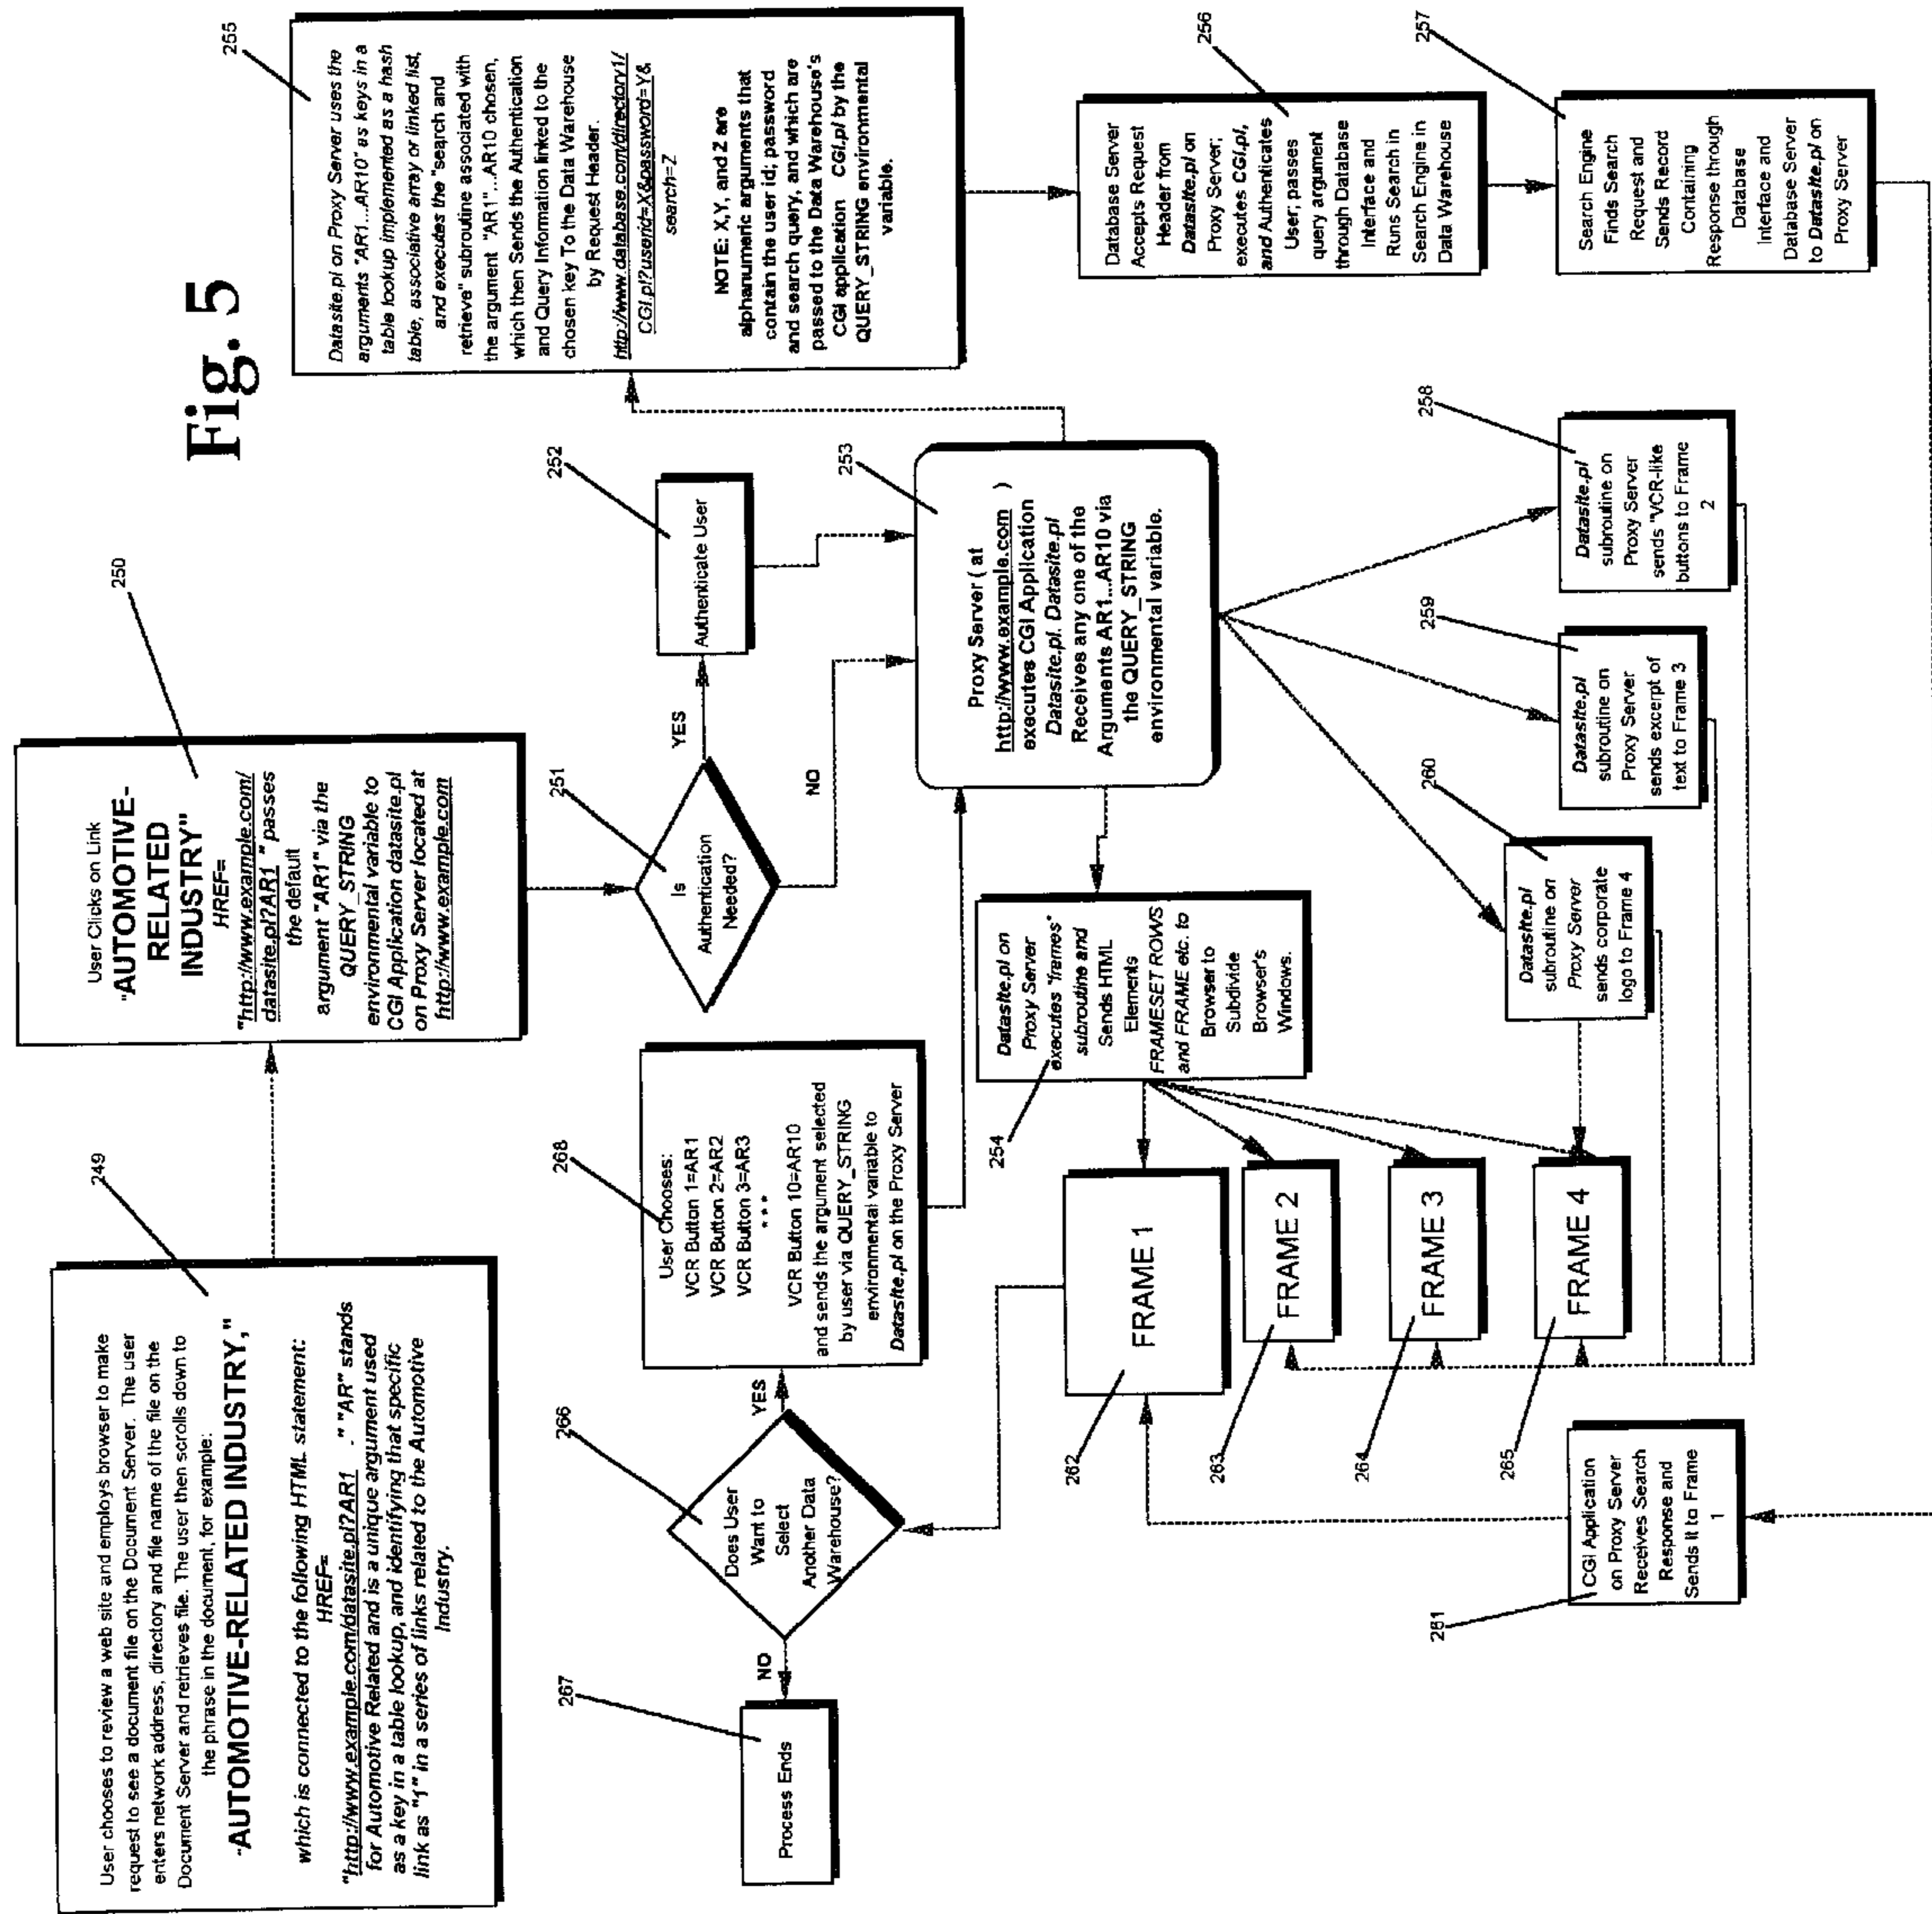 Fig. 5
249
User chooses to review a web site and employs browser to make
request to see a document file on the Document Server. The user
enters network address, directory and file name of the file on the
Document Server and retrieves file. The user then scrolls down to
the phrase in the document, for example:
"AUTOMOTIVE-RELATED INDUSTRY,"
which is connected to the following HTML statement:
HREF=
"http://www.example.com/datasite.pl?AR1 ." "AR" stands
for Automotive Related and is a unique argument used
as a key in a table lookup, and identifying that specific
link as "1" in a series of links related to the Automotive
Industry.
250
User Clicks on Link
"AUTOMOTIVE-
RELATED
INDUSTRY"
HREF=
"http://www.example.com/
datasite.pl?AR1 " passes
the default
argument "AR1" via the
QUERY_STRING
environmental variable to
CGI Application datasite.pl
on Proxy Server located at
http://www.example.com
251
Is
Authentication
Needed?
YES
NO
252
Authenticate User
253
Proxy Server ( at
http://www.example.com )
executes CGI Application
Datasite.pl. Datasite.pl
Receives any one of the
Arguments AR1...AR10 via
the QUERY_STRING
environmental variable.
254
Datasite.pl on
Proxy Server
executes "frames"
subroutine and
Sends HTML
Elements
FRAMESET ROWS
and FRAME etc. to
Browser to
Subdivide
Browser's
Windows.
255
Datasite.pl on Proxy Server uses the
arguments "AR1...AR10" as keys in a
table lookup implemented as a hash
table, associative array or linked list,
and executes the "search and
retrieve" subroutine associated with
the argument "AR1"...AR10 chosen,
which then Sends the Authentication
and Query Information linked to the
chosen key To the Data Warehouse
by Request Header.
http://www.database.com/directory1/
CGI.pl?userid=X&password=Y&
search=Z
NOTE: X,Y, and Z are
alphanumeric arguments that
contain the user id; password
and search query, and which are
passed to the Data Warehouse's
CGI application CGI.pl by the
QUERY_STRING environmental
variable.
256
Database Server
Accepts Request
Header from
Datasite.pl on
Proxy Server;
executes CGI.pl,
and Authenticates
User; passes
query argument
through Database
Interface and
Runs Search in
Search Engine in
Data Warehouse
257
Search Engine
Finds Search
Request and
Sends Record
Containing
Response through
Database
Interface and
Database Server
to Datasite.pl on
Proxy Server
258
Datasite.pl
subroutine on
Proxy Server
sends "VCR-like
buttons to Frame
2
259
Datasite.pl
subroutine on
Proxy Server
sends excerpt of
text to Frame 3
260
Datasite.pl
subroutine on
Proxy Server
sends corporate
logo to Frame 4
261
CGI Application
on Proxy Server
Receives Search
Response and
Sends It to Frame
1
262
FRAME 1
263
FRAME 2
264
FRAME 3
265
FRAME 4
266
Does User
Want to
Select
Another Data
Warehouse?
YES
NO
267
Process Ends
268
User Chooses:
VCR Button 1=AR1
VCR Button 2=AR2
VCR Button 3=AR3
* * *
VCR Button 10=AR10
and sends the argument selected
by user via QUERY_STRING
environmental variable to
Datasite.pl on the Proxy Server